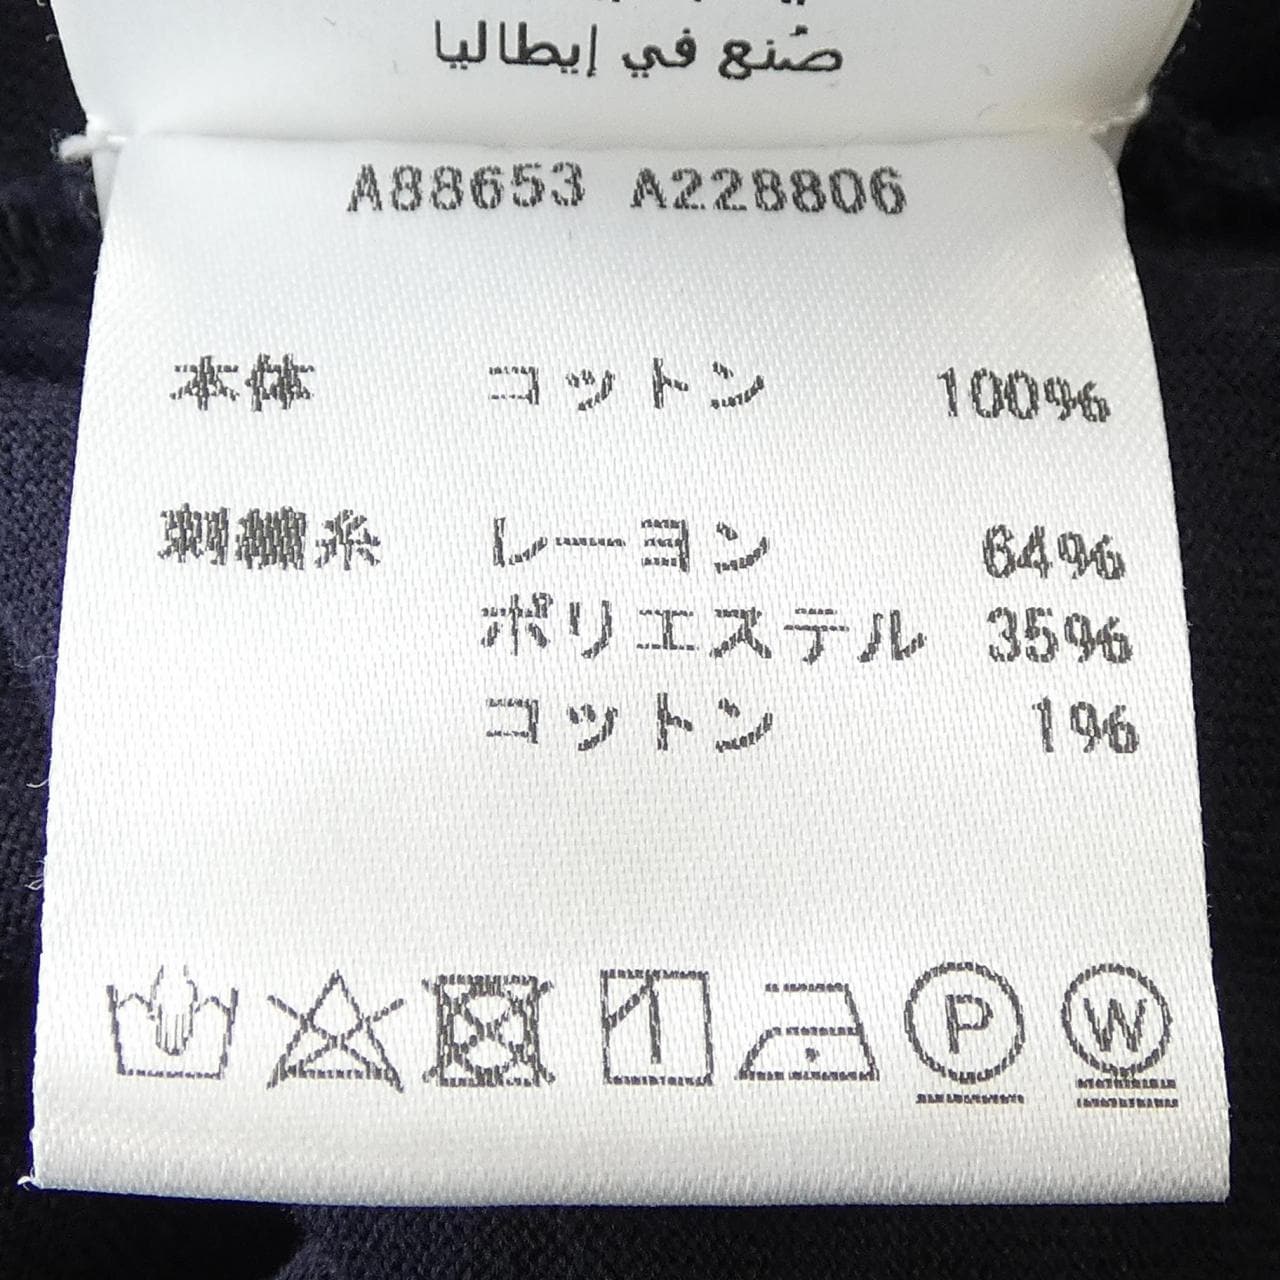 صُنع في إيطاليا
A88653 A228806
本体 コットン 100%
刺繍糸 レーヨン 64%
ポリエステル 35%
コットン 1%
P W